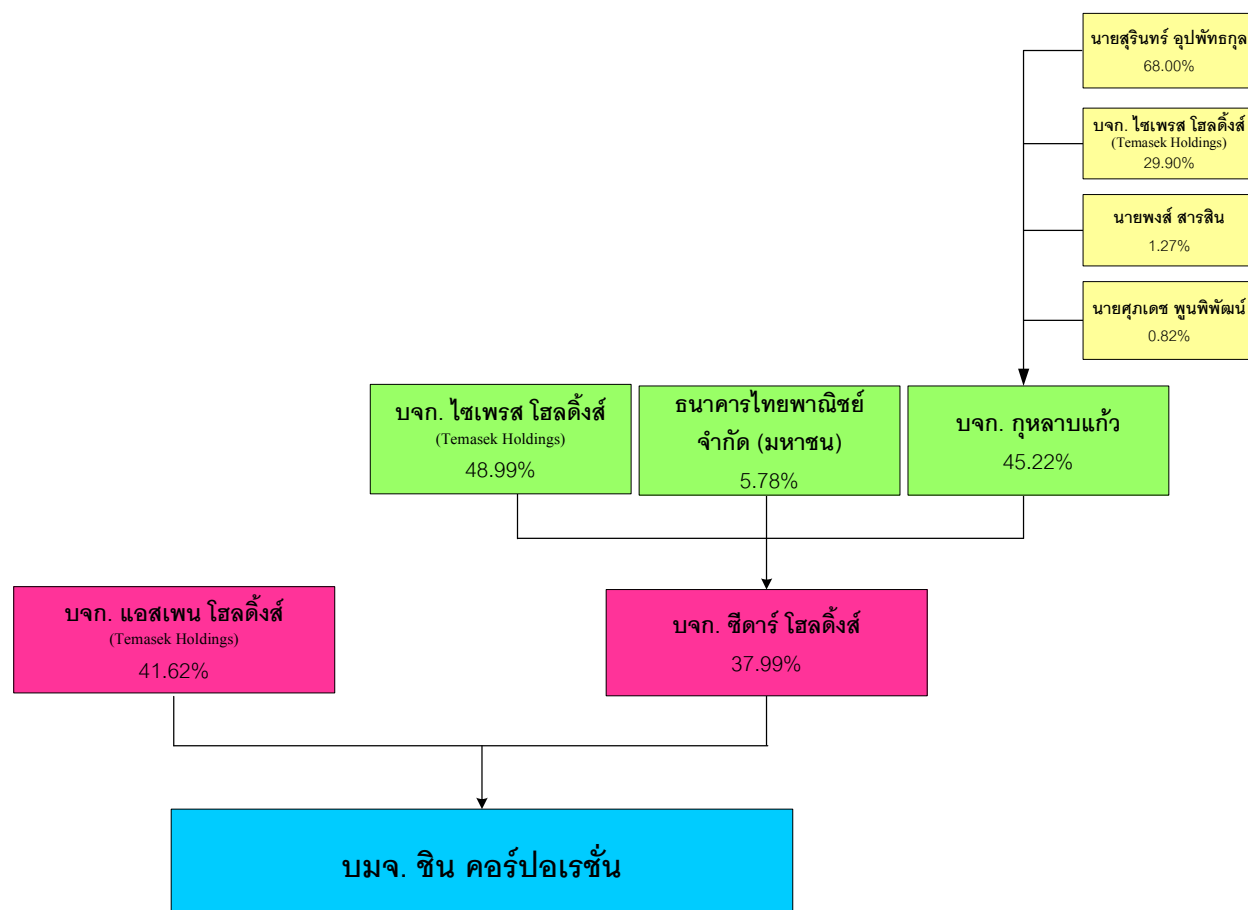 นายสุรินทร์ อุปพัทธกุล
68.00%
บจก. ไซเพรส โฮลดิ้งส์
(Temasek Holdings)
29.90%
นายพงส์ สารสิน
1.27%
นายศุภเดช พูนพิพัฒน์
0.82%
บจก. ไซเพรส โฮลดิ้งส์
(Temasek Holdings)
48.99%
ธนาคารไทยพาณิชย์
จำกัด (มหาชน)
5.78%
บจก. กุหลาบแก้ว
45.22%
บจก. แอสเพน โฮลดิ้งส์
(Temasek Holdings)
41.62%
บจก. ซีดาร์ โฮลดิ้งส์
37.99%
บมจ. ชิน คอร์ปอเรชั่น